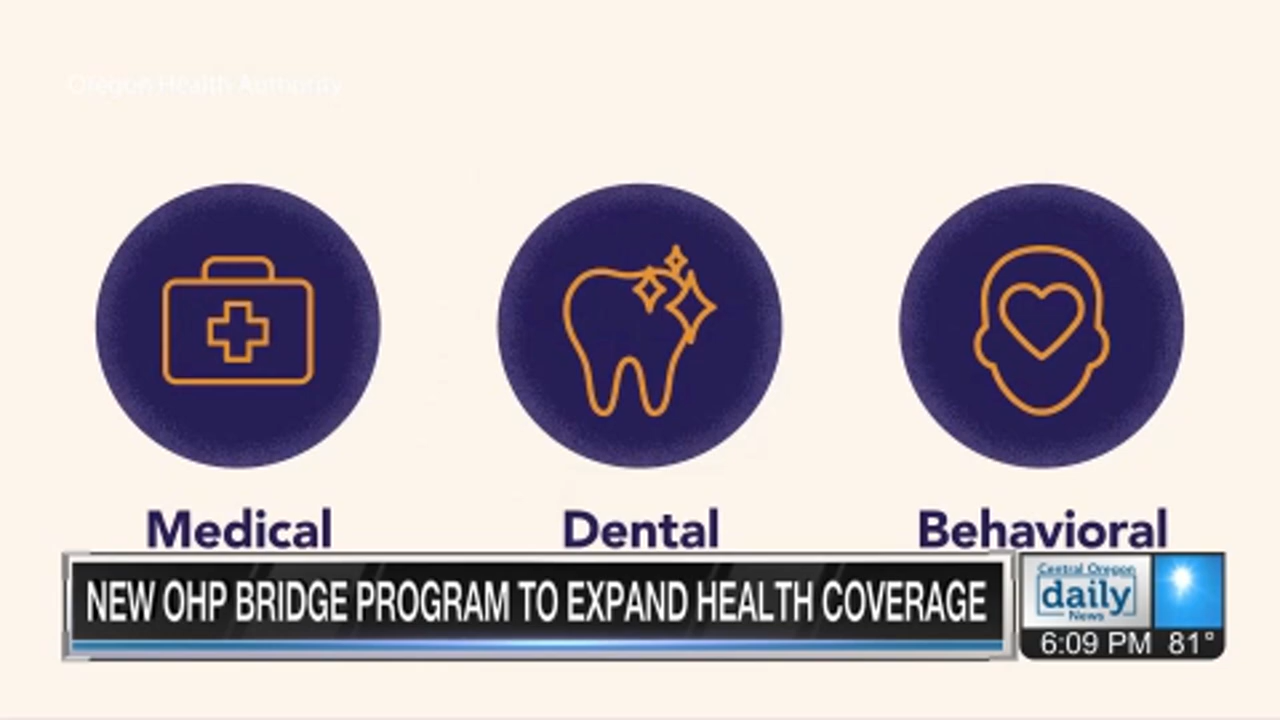 Oregon Health Authority
Medical
Dental
Behavioral
NEW OHP BRIDGE PROGRAM TO EXPAND HEALTH COVERAGE
Central Oregon
daily
News
6:09 PM 81°